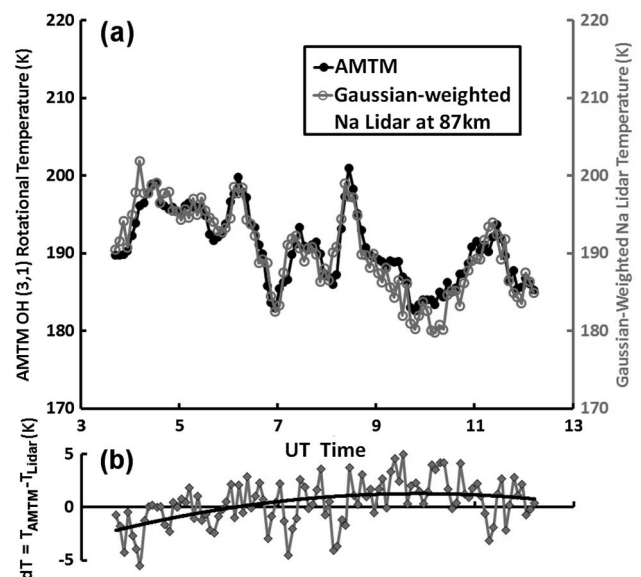 (a)
AMTM OH (3,1) Rotational Temperature (K)
220
210
200
190
180
170
AMTM
Gaussian-weighted
Na Lidar at 87km
220
210
200
190
180
170
Gaussian-Weighted Na Lidar Temperature (K)
3 5 7 9 11 13
UT Time
(b)
dT = TAMTM-TLidar (K)
5
0
-5